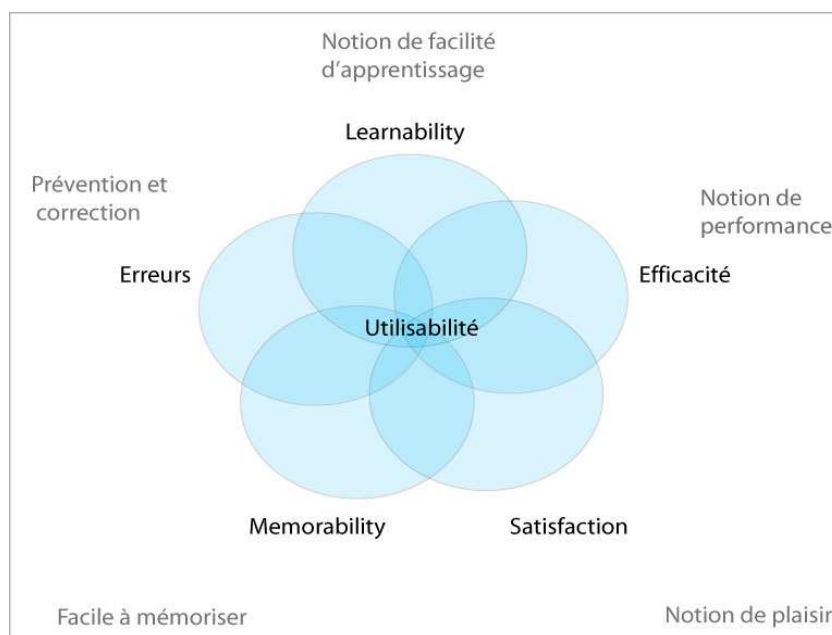 Notion de facilité
d'apprentissage
Learnability
Prévention et
correction
Notion de
performance
Erreurs
Efficacité
Utilisabilité
Memorability
Satisfaction
Facile à mémoriser
Notion de plaisir